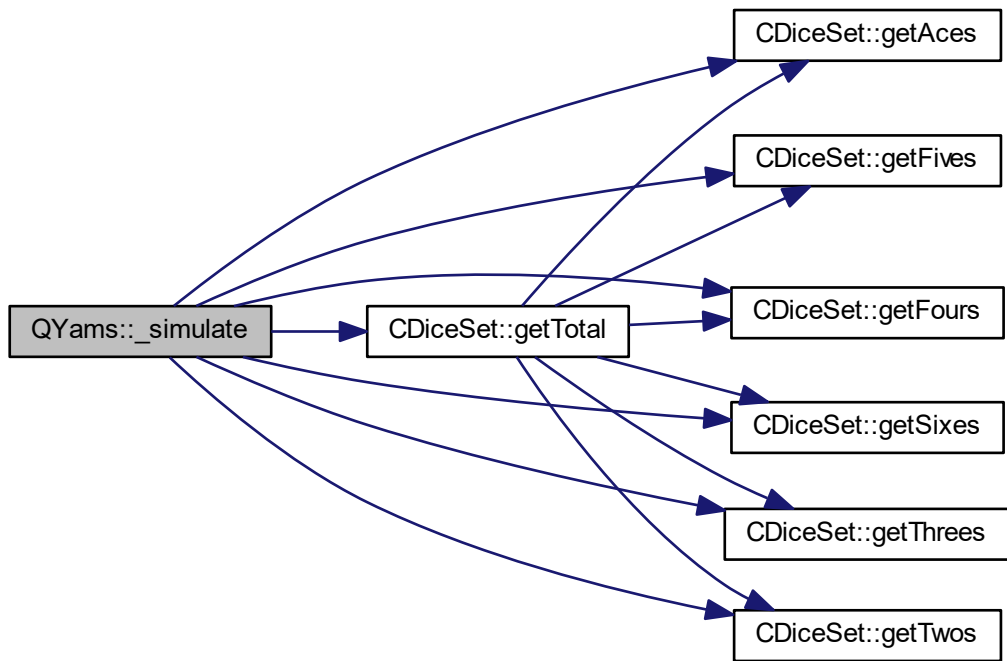 CDiceSet::getAces
CDiceSet::getFives
CDiceSet::getFours
QYams::_simulate
CDiceSet::getTotal
CDiceSet::getSixes
CDiceSet::getThrees
CDiceSet::getTwos